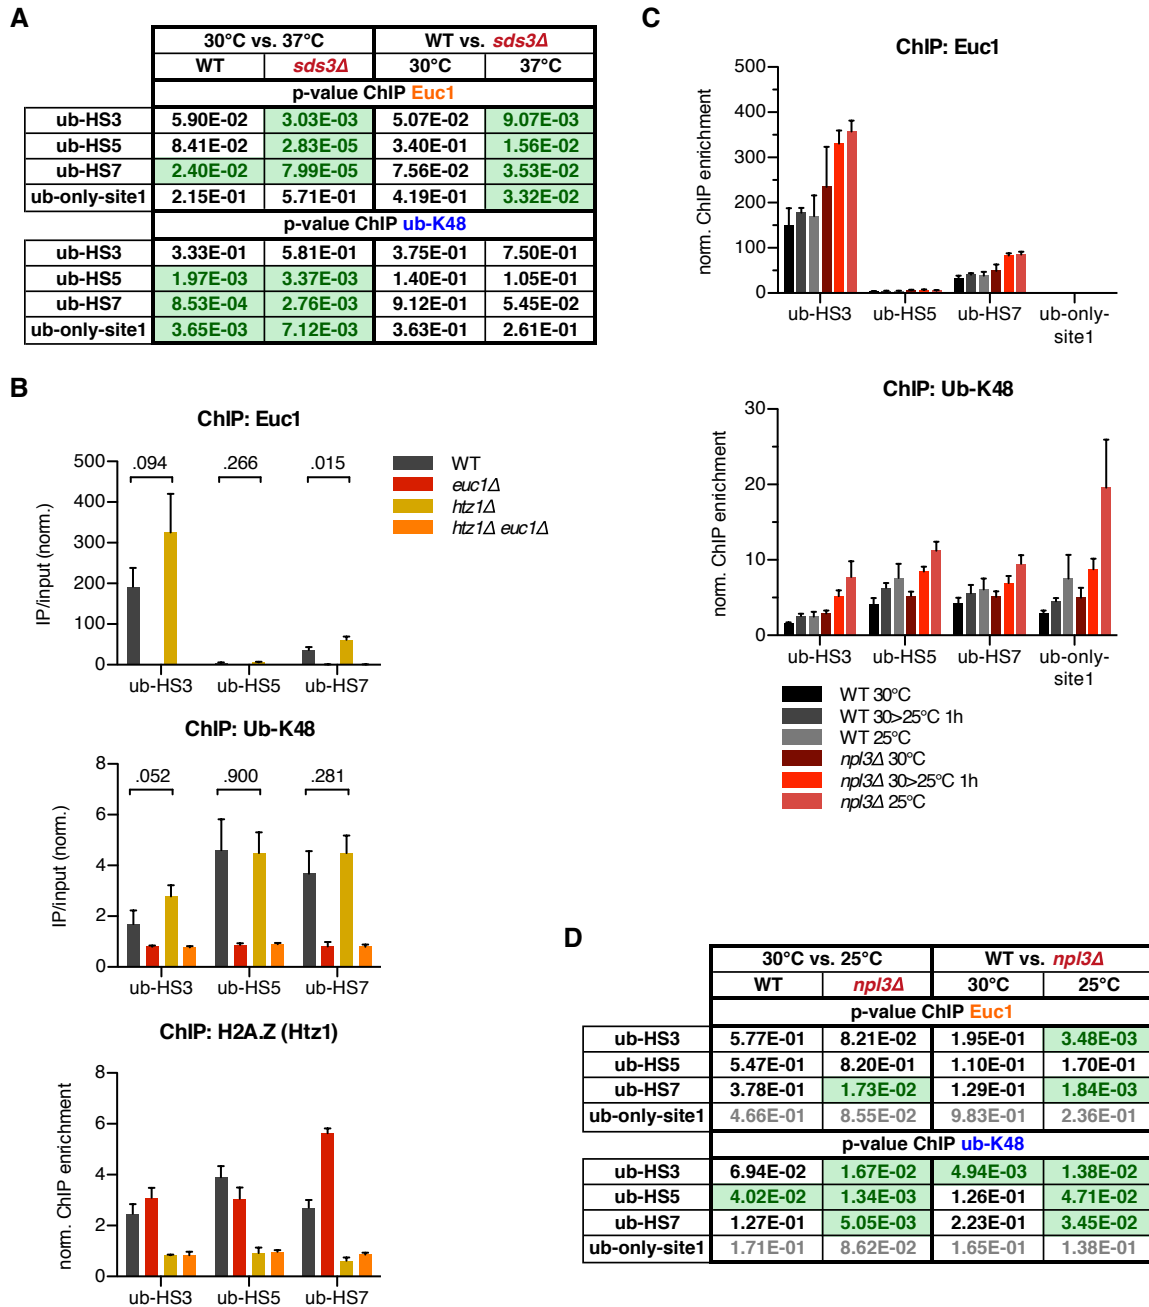 A
30°C vs. 37°C WT vs. sds3Δ
WT sds3Δ 30°C 37°C
p-value ChIP Euc1
ub-HS3 5.90E-02 3.03E-03 5.07E-02 9.07E-03
ub-HS5 8.41E-02 2.83E-05 3.40E-01 1.56E-02
ub-HS7 2.40E-02 7.99E-05 7.56E-02 3.53E-02
ub-only-site1 2.15E-01 5.71E-01 4.19E-01 3.32E-02
p-value ChIP ub-K48
ub-HS3 3.33E-01 5.81E-01 3.75E-01 7.50E-01
ub-HS5 1.97E-03 3.37E-03 1.40E-01 1.05E-01
ub-HS7 8.53E-04 2.76E-03 9.12E-01 5.45E-02
ub-only-site1 3.65E-03 7.12E-03 3.63E-01 2.61E-01
B
ChIP: Euc1
500
400
300
200
100
0
IP/input (norm.)
.094 .266 .015
ub-HS3 ub-HS5 ub-HS7
WT
euc1Δ
htz1Δ
htz1Δ euc1Δ
ChIP: Ub-K48
8
6
4
2
0
IP/input (norm.)
.052 .900 .281
ub-HS3 ub-HS5 ub-HS7
ChIP: H2A.Z (Htz1)
8
6
4
2
0
norm. ChIP enrichment
ub-HS3 ub-HS5 ub-HS7
C
ChIP: Euc1
500
400
300
200
100
0
norm. ChIP enrichment
ub-HS3 ub-HS5 ub-HS7 ub-only-
site1
ChIP: Ub-K48
30
20
10
0
norm. ChIP enrichment
ub-HS3 ub-HS5 ub-HS7 ub-only-
site1
WT 30°C
WT 30>25°C 1h
WT 25°C
npl3Δ 30°C
npl3Δ 30>25°C 1h
npl3Δ 25°C
D
30°C vs. 25°C WT vs. npl3Δ
WT npl3Δ 30°C 25°C
p-value ChIP Euc1
ub-HS3 5.77E-01 8.21E-02 1.95E-01 3.48E-03
ub-HS5 5.47E-01 8.20E-01 1.10E-01 1.70E-01
ub-HS7 3.78E-01 1.73E-02 1.29E-01 1.84E-03
ub-only-site1 4.66E-01 8.55E-02 9.83E-01 2.36E-01
p-value ChIP ub-K48
ub-HS3 6.94E-02 1.67E-02 4.94E-03 1.38E-02
ub-HS5 4.02E-02 1.34E-03 1.26E-01 4.71E-02
ub-HS7 1.27E-01 5.05E-03 2.23E-01 3.45E-02
ub-only-site1 1.71E-01 8.62E-02 1.65E-01 1.38E-01